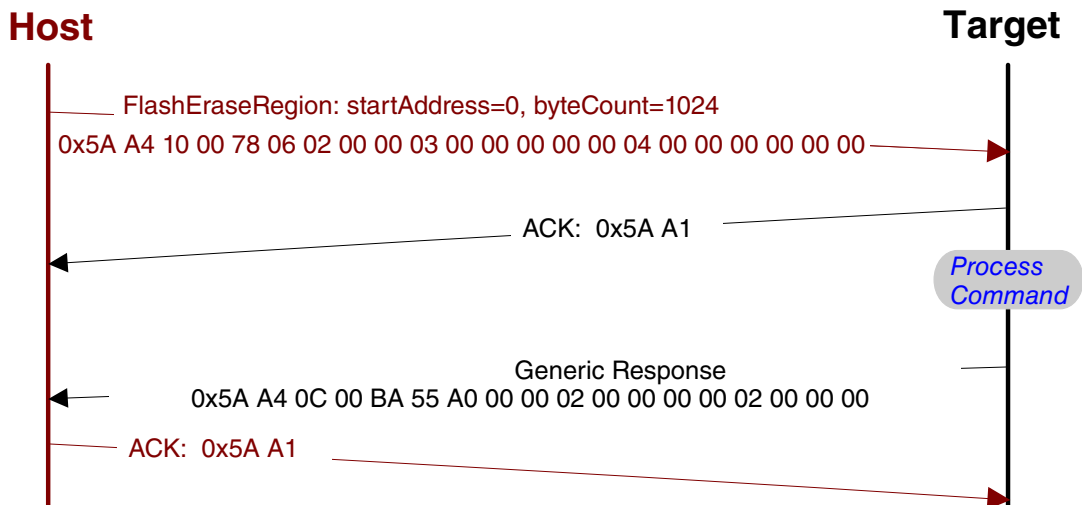 Host
Target
FlashEraseRegion: startAddress=0, byteCount=1024
0x5A A4 10 00 78 06 02 00 00 03 00 00 00 00 00 04 00 00 00 00 00 00
ACK: 0x5A A1
Process
Command
Generic Response
0x5A A4 0C 00 BA 55 A0 00 00 02 00 00 00 00 02 00 00 00
ACK: 0x5A A1